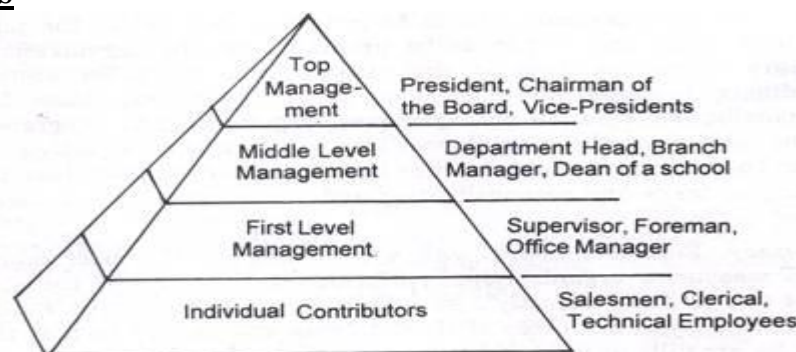 b
Top
Manage-
ment
President, Chairman of
the Board, Vice-Presidents
Middle Level
Management
Department Head, Branch
Manager, Dean of a school
First Level
Management
Supervisor, Foreman,
Office Manager
Individual Contributors
Salesmen, Clerical,
Technical Employees